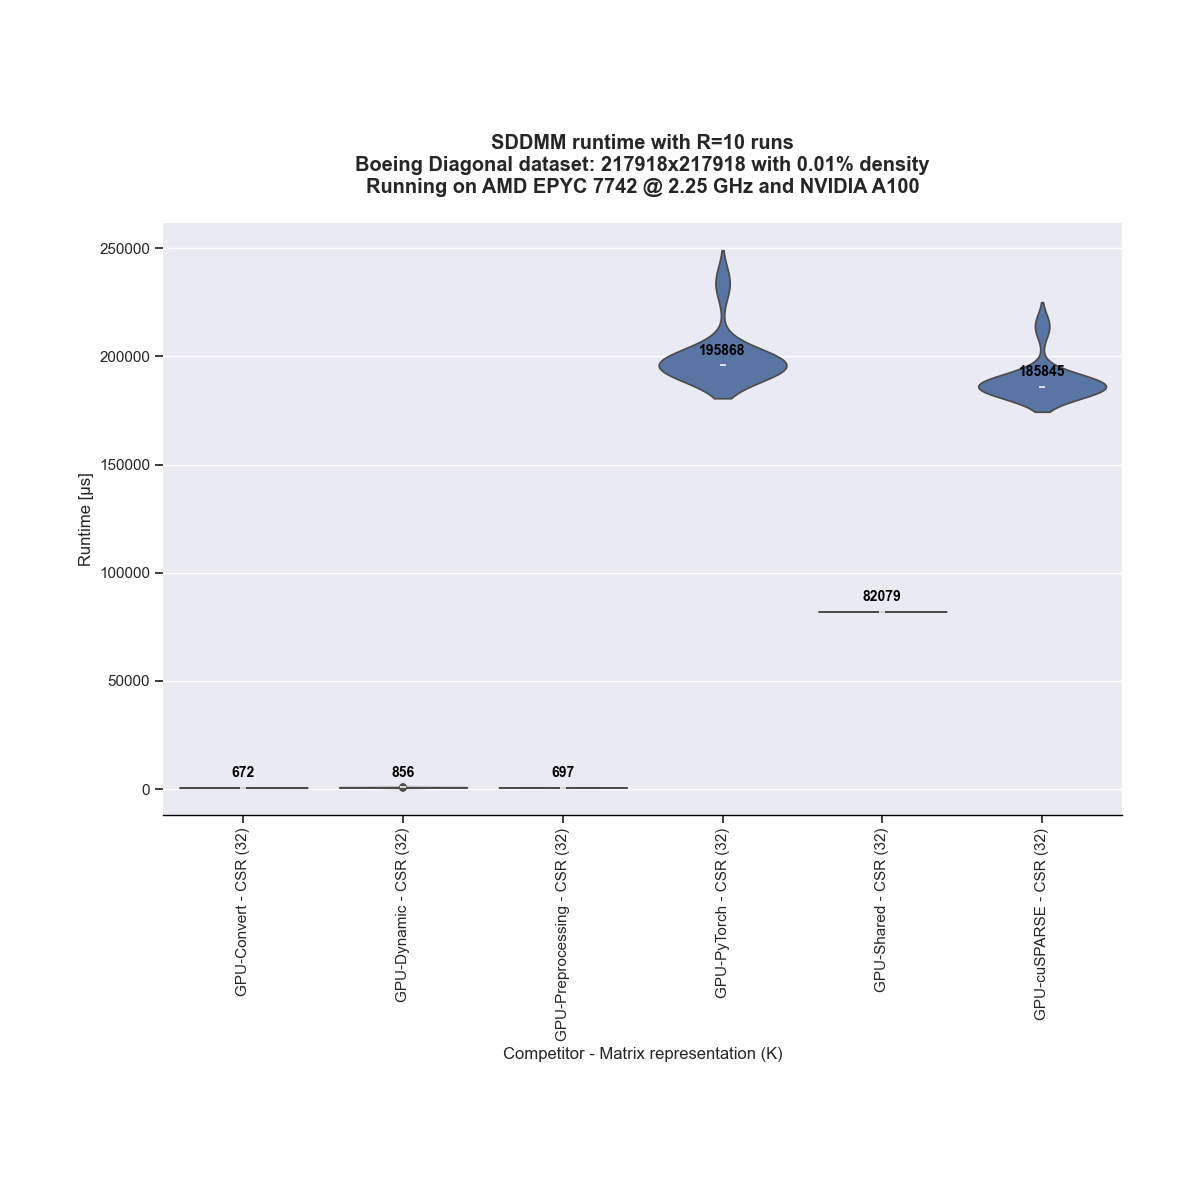 SDDMM runtime with R=10 runs
Boeing Diagonal dataset: 217918x217918 with 0.01% density
Running on AMD EPYC 7742 @ 2.25 GHz and NVIDIA A100
Runtime [μs]
250000
200000
150000
100000
50000
0
672
856
697
195868
82079
185845
GPU-Convert - CSR (32)
GPU-Dynamic - CSR (32)
GPU-Preprocessing - CSR (32)
GPU-PyTorch - CSR (32)
GPU-Shared - CSR (32)
GPU-cuSPARSE - CSR (32)
Competitor - Matrix representation (K)